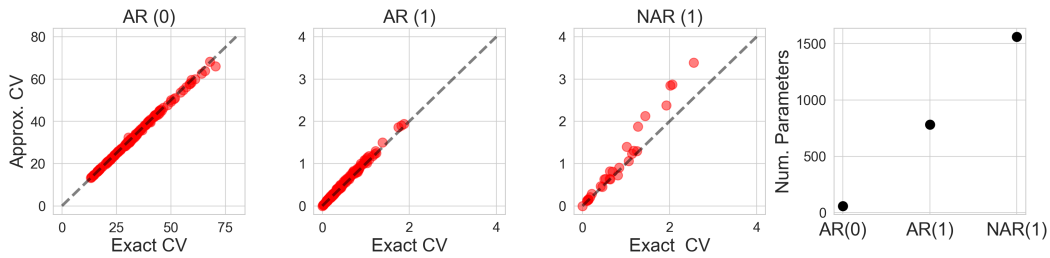 AR (0)
Approx. CV
80
60
40
20
0
0 25 50 75
Exact CV
AR (1)
4
3
2
1
0
0 2 4
Exact CV
NAR (1)
4
3
2
1
0
0 2 4
Exact  CV
Num. Parameters
1500
1000
500
0
AR(0) AR(1) NAR(1)